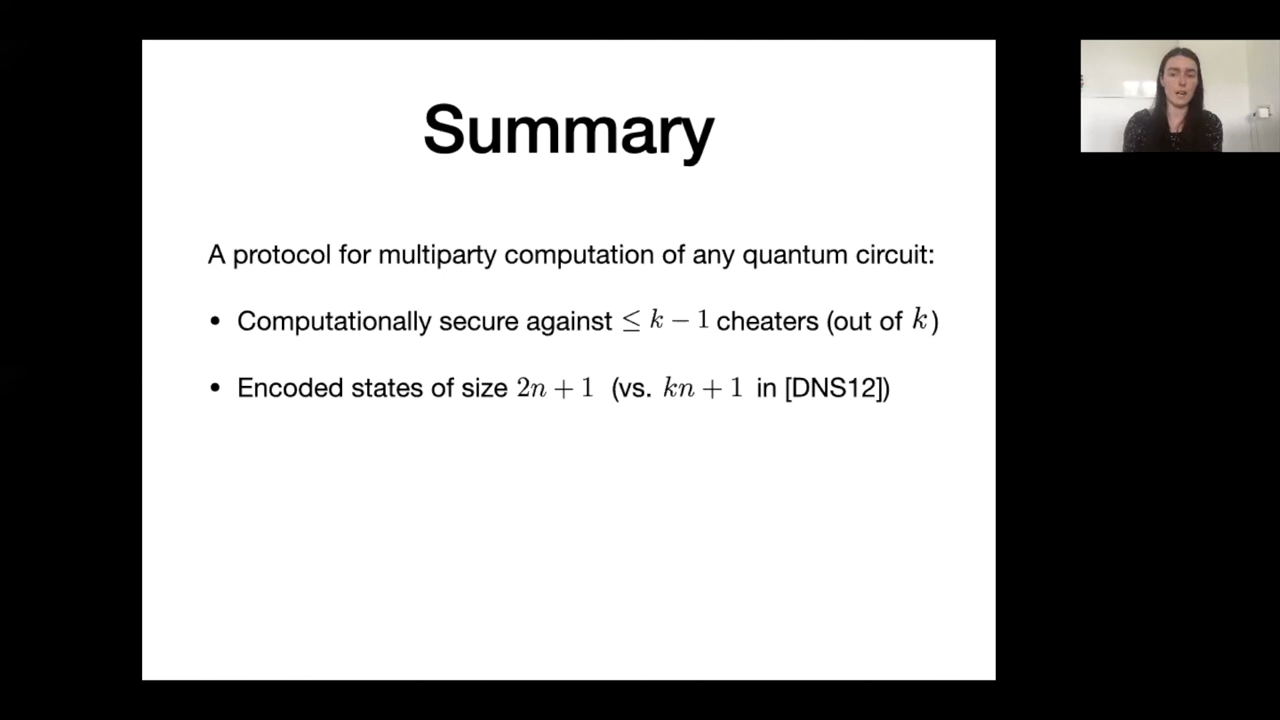 Summary
A protocol for multiparty computation of any quantum circuit:
• Computationally secure against ≤ k − 1 cheaters (out of k)
• Encoded states of size 2n + 1 (vs. kn + 1 in [DNS12])